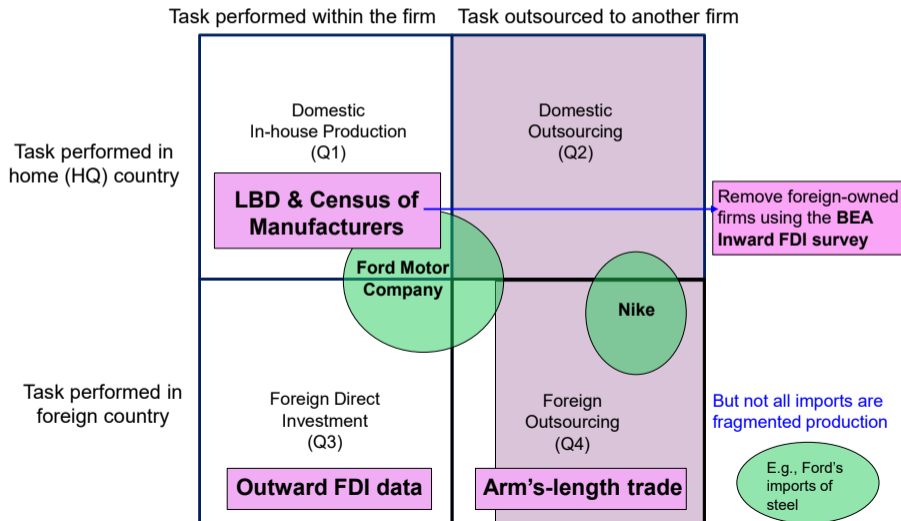 Task performed within the firm
Task outsourced to another firm
Task performed in
home (HQ) country
Domestic
In-house Production
(Q1)
Domestic
Outsourcing
(Q2)
LBD & Census of
Manufacturers
Remove foreign-owned
firms using the BEA
Inward FDI survey
Ford Motor
Company
Nike
Task performed in
foreign country
Foreign Direct
Investment
(Q3)
Foreign
Outsourcing
(Q4)
But not all imports are
fragmented production
Outward FDI data
Arm's-length trade
E.g., Ford's
imports of
steel